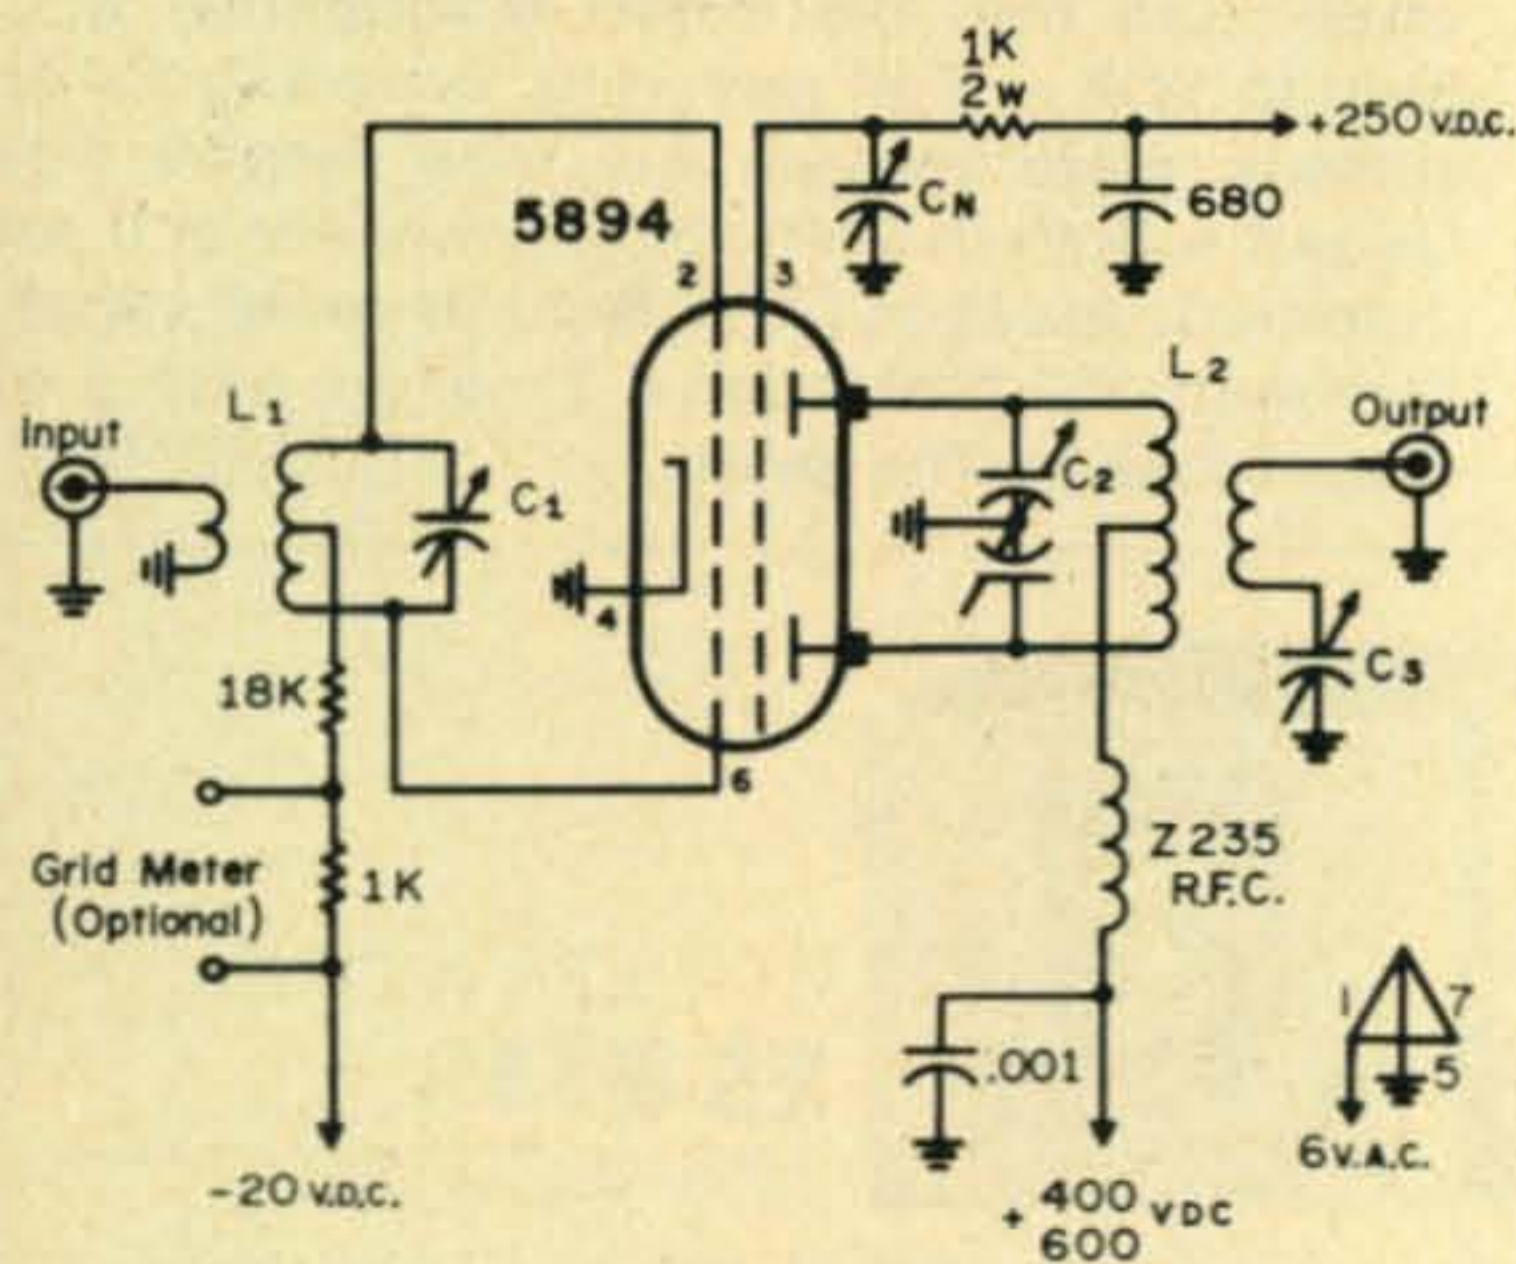 1K
2W
+250 V.D.C.
5894
CN
680
2
3
L2
L1
Input
Output
C1
C2
4
18K
C3
6
Z235
R.F.C.
Grid Meter
(Optional)
1K
1
7
5
.001
6V.A.C.
-20 V.D.C.
+ 400 VDC
600